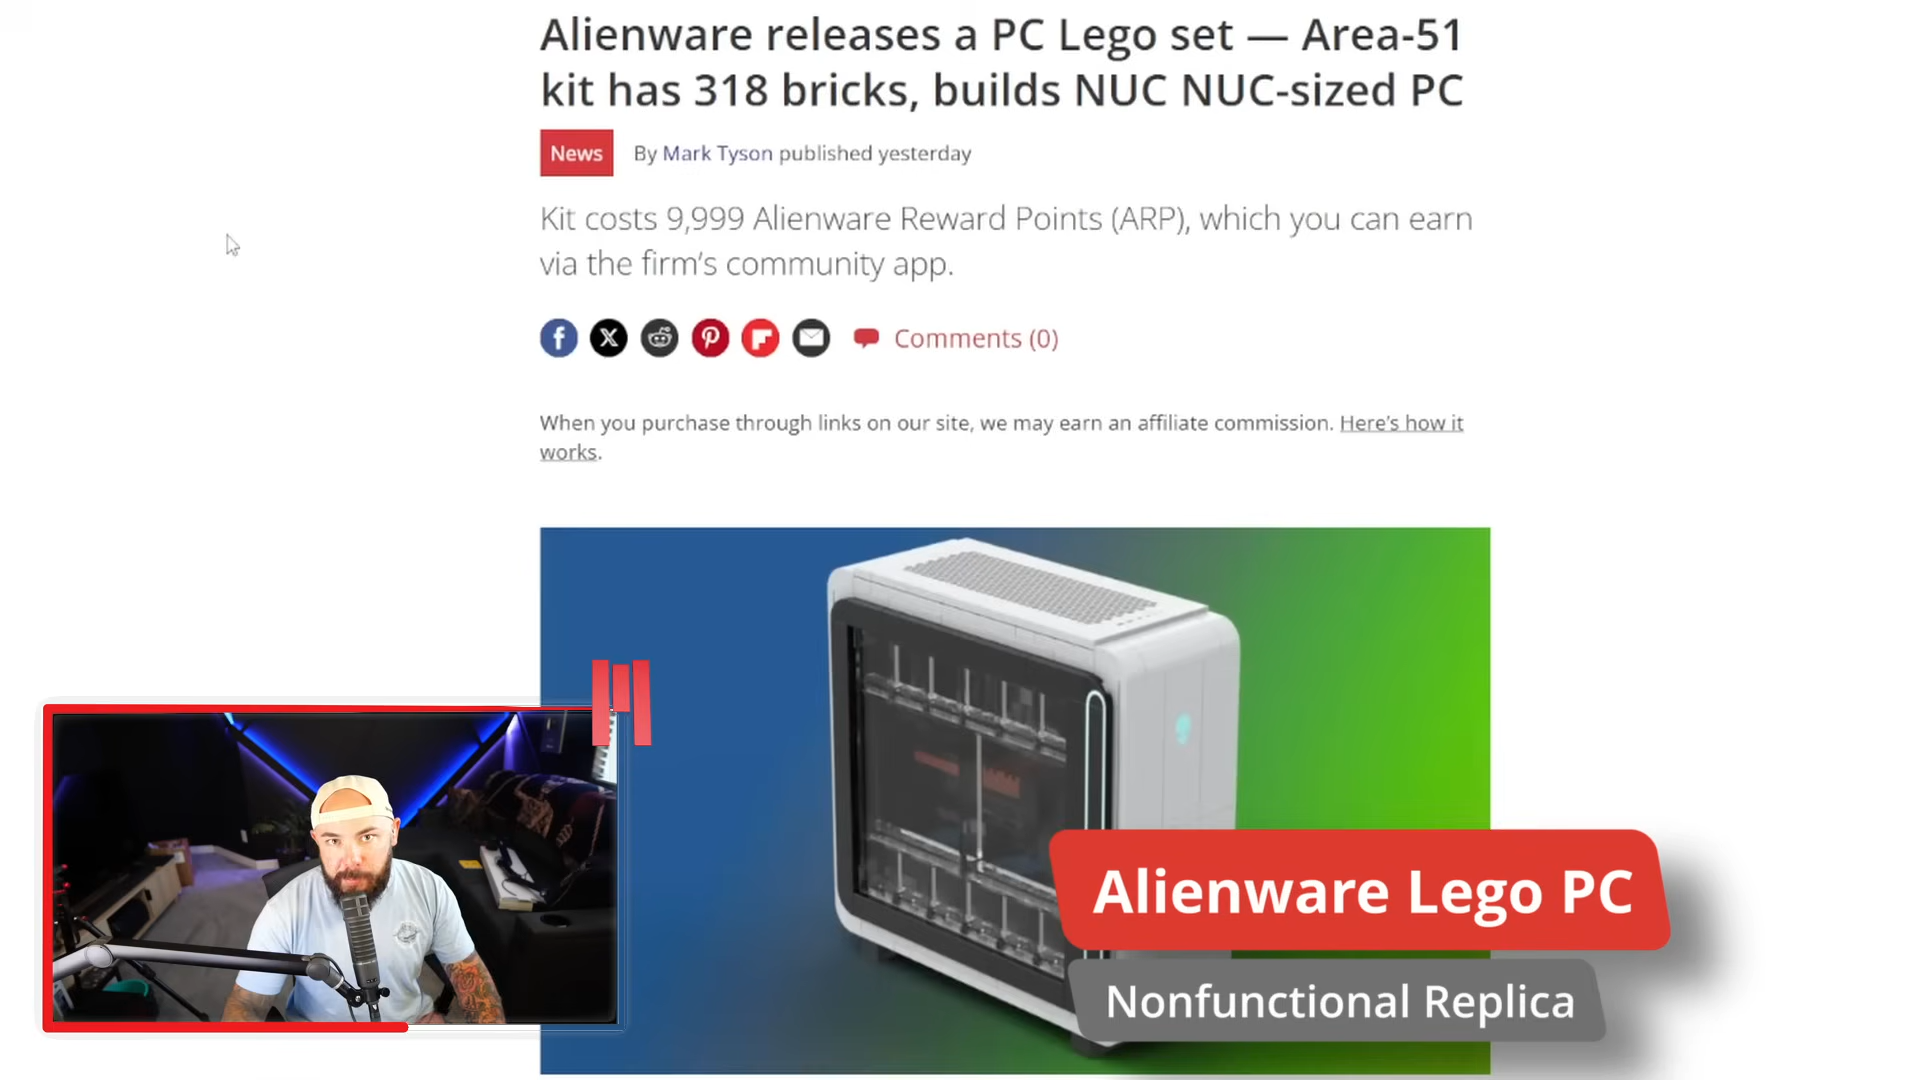 Alienware releases a PC Lego set — Area-51
kit has 318 bricks, builds NUC NUC-sized PC
News
By Mark Tyson published yesterday
Kit costs 9,999 Alienware Reward Points (ARP), which you can earn
via the firm's community app.
Comments (0)
When you purchase through links on our site, we may earn an affiliate commission. Here's how it
works.
Alienware Lego PC
Nonfunctional Replica